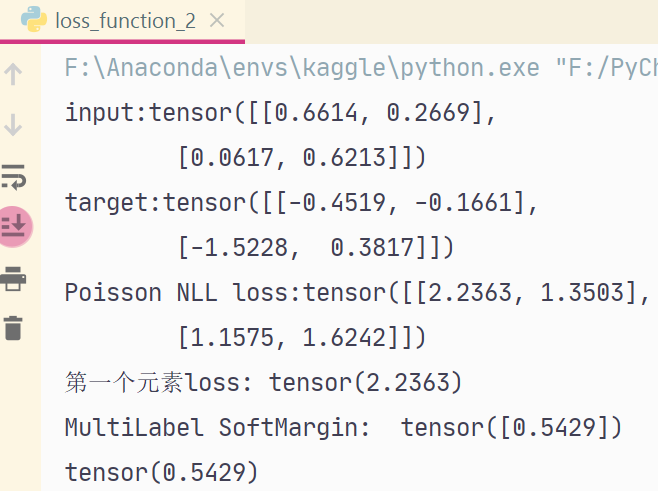 loss_function_2
F:\Anaconda\envs\kaggle\python.exe "F:/PyCh
input:tensor([[0.6614, 0.2669],
[0.0617, 0.6213]])
target:tensor([[-0.4519, -0.1661],
[-1.5228,  0.3817]])
Poisson NLL loss:tensor([[2.2363, 1.3503],
[1.1575, 1.6242]])
第一个元素loss: tensor(2.2363)
MultiLabel SoftMargin:  tensor([0.5429])
tensor(0.5429)